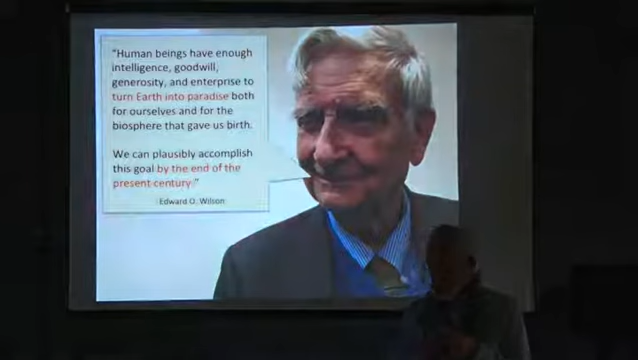 "Human beings have enough
intelligence, goodwill,
generosity, and enterprise to
turn Earth into paradise both
for ourselves and for the
biosphere that gave us birth.
We can plausibly accomplish
this goal by the end of the
present century."
Edward O. Wilson